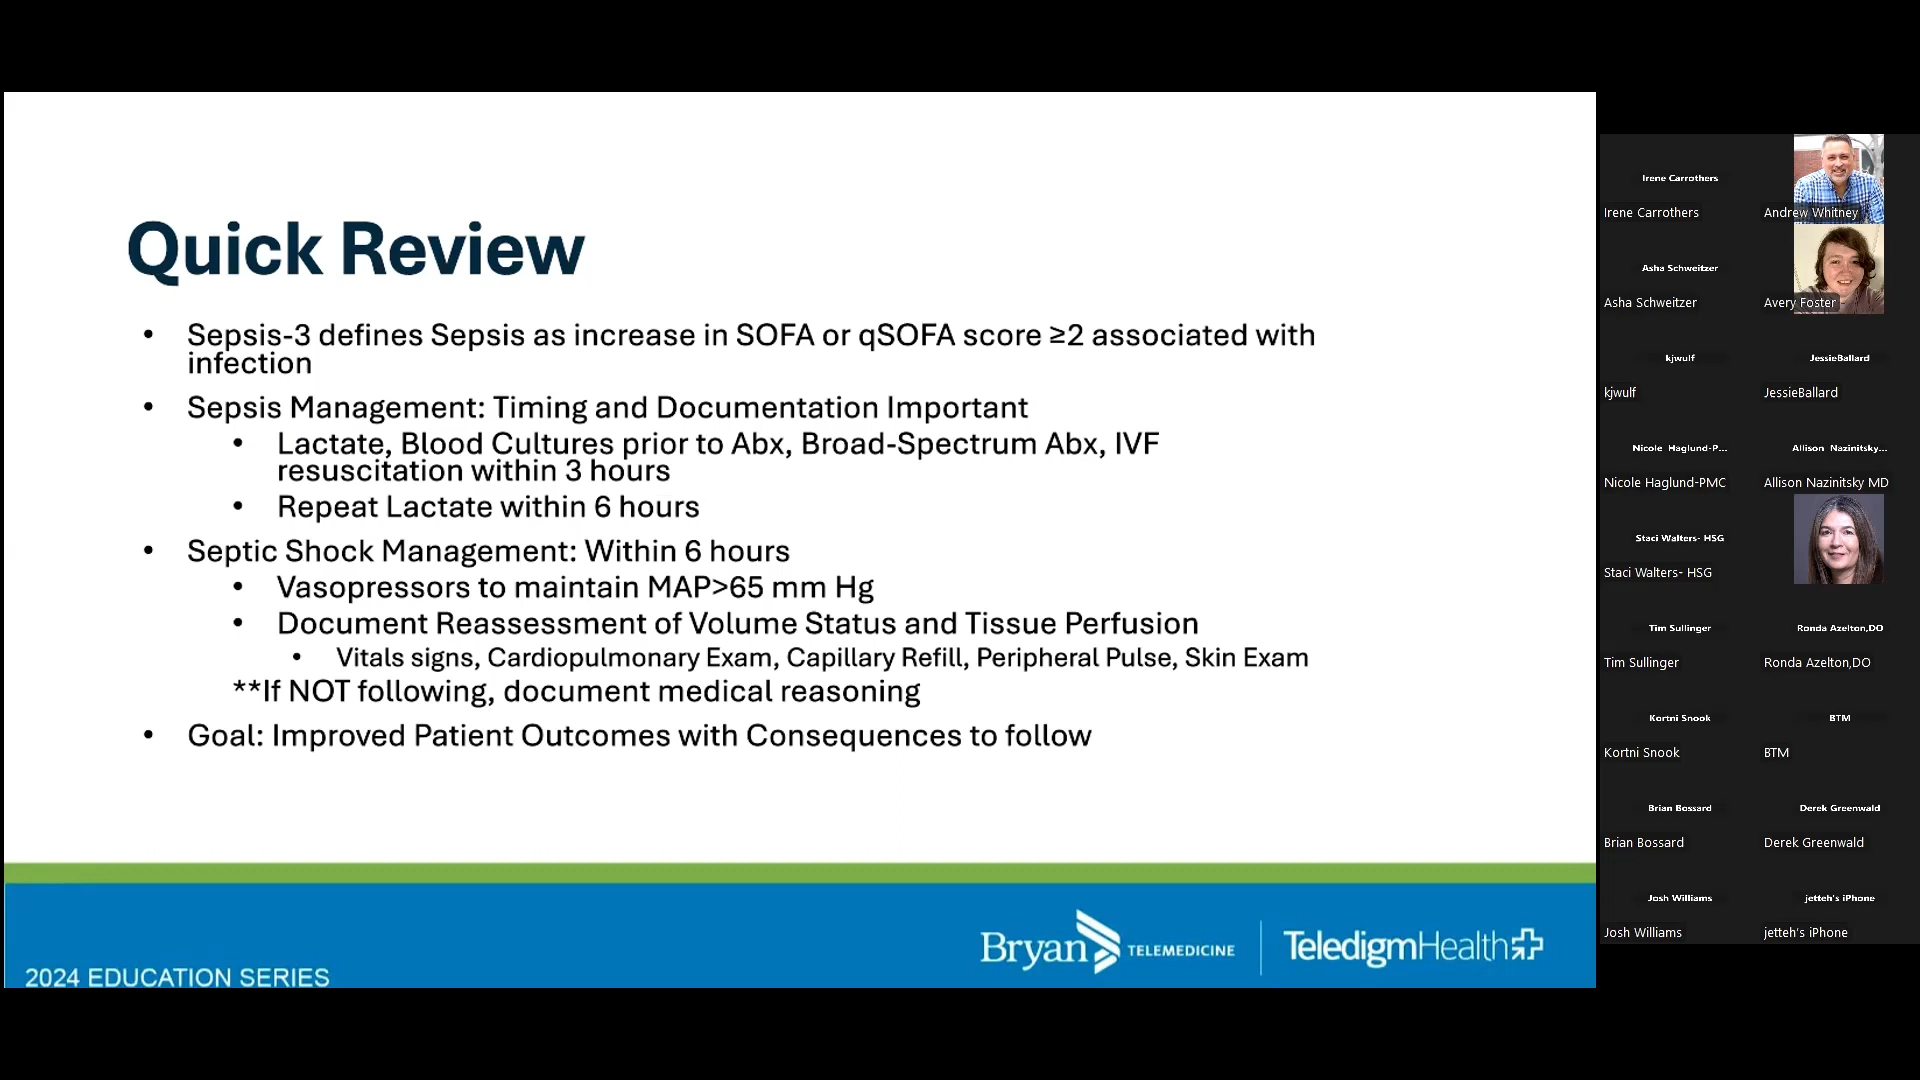 Quick Review
• Sepsis-3 defines Sepsis as increase in SOFA or qSOFA score ≥2 associated with
infection
• Sepsis Management: Timing and Documentation Important
• Lactate, Blood Cultures prior to Abx, Broad-Spectrum Abx, IVF
resuscitation within 3 hours
• Repeat Lactate within 6 hours
• Septic Shock Management: Within 6 hours
• Vasopressors to maintain MAP>65 mm Hg
• Document Reassessment of Volume Status and Tissue Perfusion
• Vitals signs, Cardiopulmonary Exam, Capillary Refill, Peripheral Pulse, Skin Exam
**If NOT following, document medical reasoning
• Goal: Improved Patient Outcomes with Consequences to follow
Bryan TELEMEDICINE
TeledigmHealth
2024 EDUCATION SERIES
Irene Carrothers
Irene Carrothers
Andrew Whitney
Asha Schweitzer
Asha Schweitzer
Avery Foster
kjwulf
kjwulf
JessieBallard
JessieBallard
Nicole Haglund-P...
Nicole Haglund-PMC
Allison Nazinitsky...
Allison Nazinitsky MD
Staci Walters- HSG
Staci Walters- HSG
Tim Sullinger
Tim Sullinger
Ronda Azelton,DO
Ronda Azelton,DO
Kortni Snook
Kortni Snook
BTM
BTM
Brian Bossard
Brian Bossard
Derek Greenwald
Derek Greenwald
Josh Williams
Josh Williams
jetteh's iPhone
jetteh's iPhone